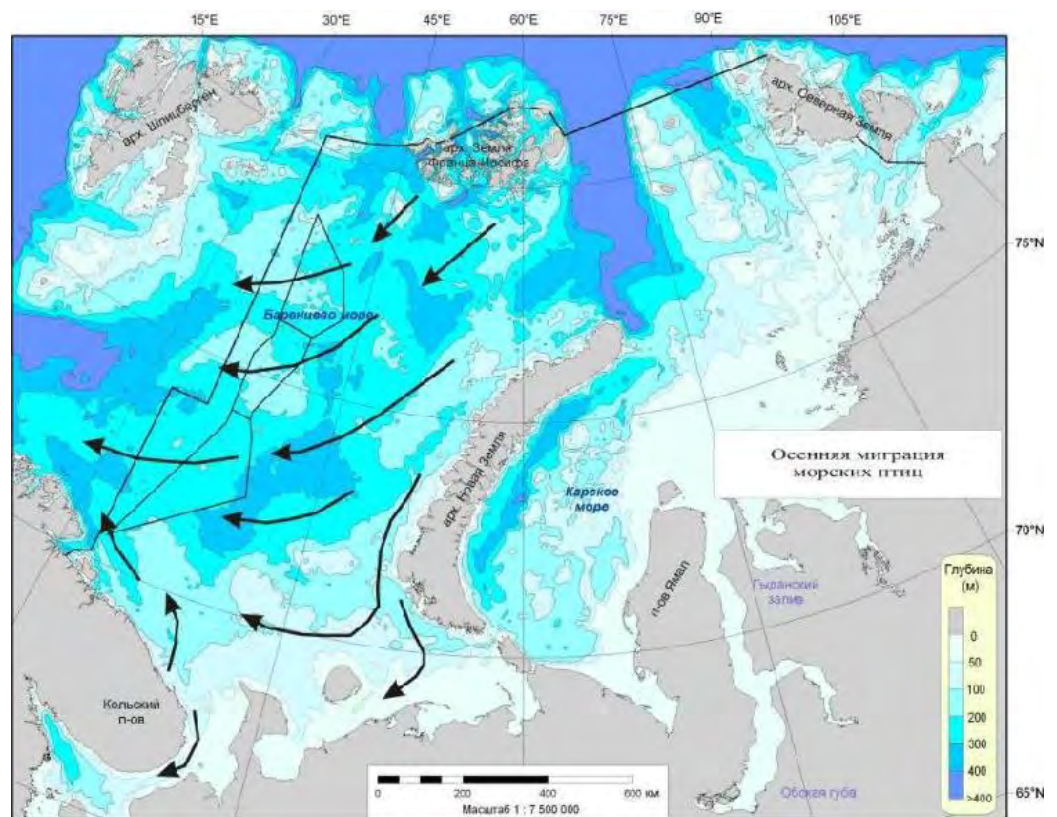 15°E
30°E
45°E
60°E
75°E
90°E
105°E
арх. Шпицберген
арх. Земля
Франца-Иосифа
арх. Северная Земля
75°N
Баренцево море
арх. Новая Земля
Осенняя миграция
морских птиц
Карское
море
70°N
п-ов Ямал
Гыданский
залив
Глубина
(м)
0
50
100
200
300
400
>400
Кольский
п-ов
200 0 200 400 600 км
Масштаб 1 : 7 500 000
Обская губа
65°N